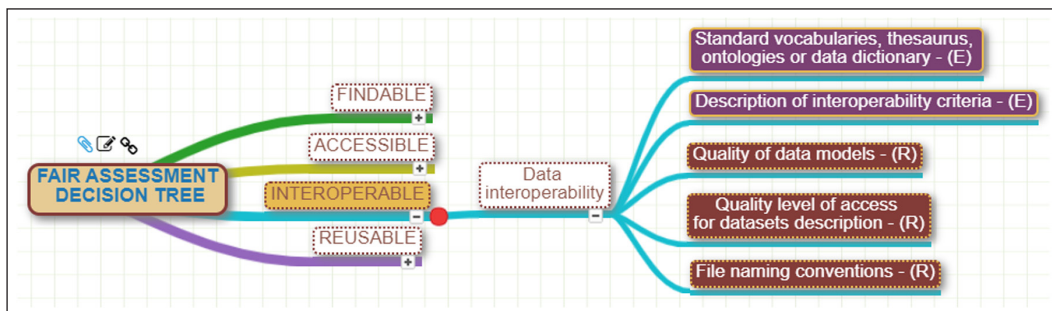 FAIR ASSESSMENT
DECISION TREE
FINDABLE
ACCESSIBLE
INTEROPERABLE
REUSABLE
Data
interoperability
Standard vocabularies, thesaurus,
ontologies or data dictionary - (E)
Description of interoperability criteria - (E)
Quality of data models - (R)
Quality level of access
for datasets description - (R)
File naming conventions - (R)